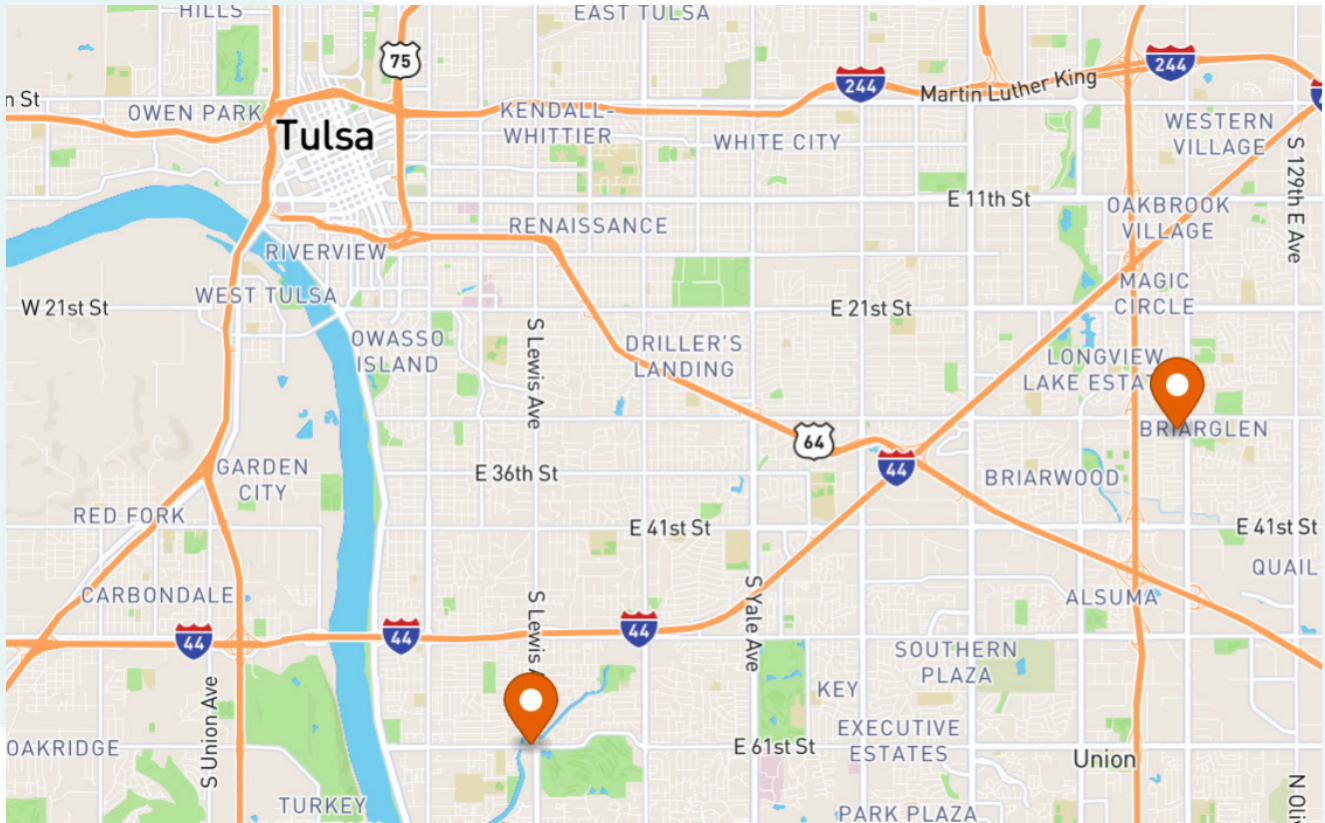 HILLS
EAST TULSA
75
244
244
Martin Luther King
n St
OWEN PARK
KENDALL-
WHITTIER
Tulsa
WHITE CITY
WESTERN
VILLAGE
S 129th E Ave
E 11th St
OAKBROOK
VILLAGE
RENAISSANCE
RIVERVIEW
WEST TULSA
MAGIC
CIRCLE
W 21st St
E 21st St
OWASSO
ISLAND
S Lewis Ave
DRILLER'S
LANDING
LONGVIEW
LAKE ESTAT
BRIARGLEN
64
44
E 36th St
BRIARWOOD
GARDEN
CITY
RED FORK
E 41st St
E 41st St
QUAIL
CARBONDALE
S Lewis A
S Yale Ave
ALSUMA
44
44
44
SOUTHERN
PLAZA
S Union Ave
KEY
OAKRIDGE
E 61st St
EXECUTIVE
ESTATES
Union
TURKEY
PARK PLAZA
N Oliv